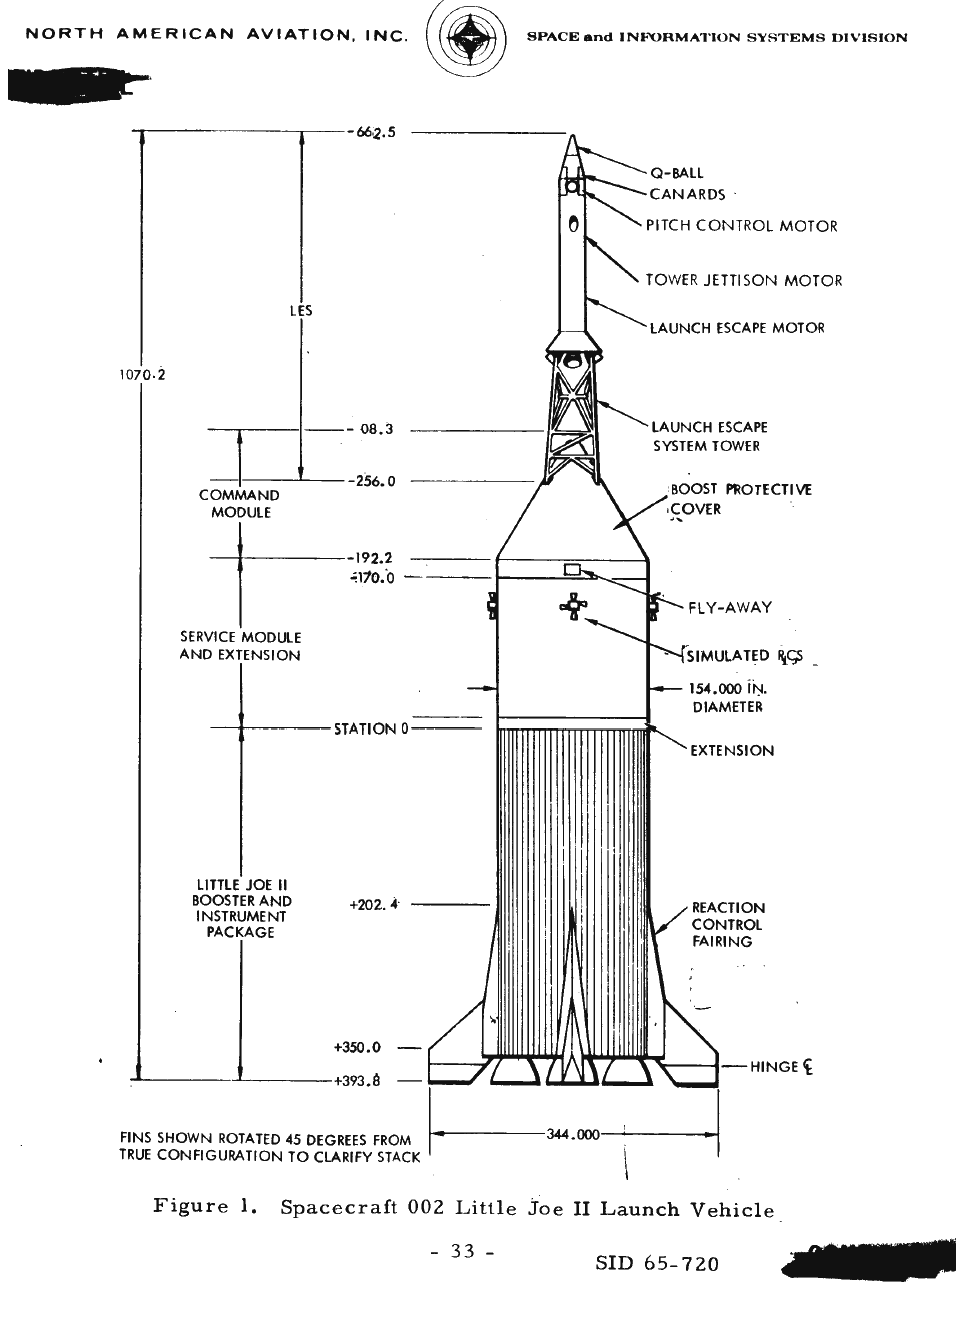 NORTH AMERICAN AVIATION, INC.
SPACE and INFORMATION SYSTEMS DIVISION
-662.5
Q-BALL
CANARDS
PITCH CONTROL MOTOR
TOWER JETTISON MOTOR
LES
LAUNCH ESCAPE MOTOR
1070.2
- 08.3
LAUNCH ESCAPE
SYSTEM TOWER
-256.0
COMMAND
MODULE
BOOST PROTECTIVE
COVER
-192.2
-170.0
FLY-AWAY
SERVICE MODULE
AND EXTENSION
SIMULATED RCS
154.000 IN.
DIAMETER
STATION 0
EXTENSION
LITTLE JOE II
BOOSTER AND
INSTRUMENT
PACKAGE
+202.4
REACTION
CONTROL
FAIRING
+350.0
HINGE ℄
+393.8
344.000
FINS SHOWN ROTATED 45 DEGREES FROM
TRUE CONFIGURATION TO CLARIFY STACK
Figure 1. Spacecraft 002 Little Joe II Launch Vehicle
- 33 -
SID 65-720